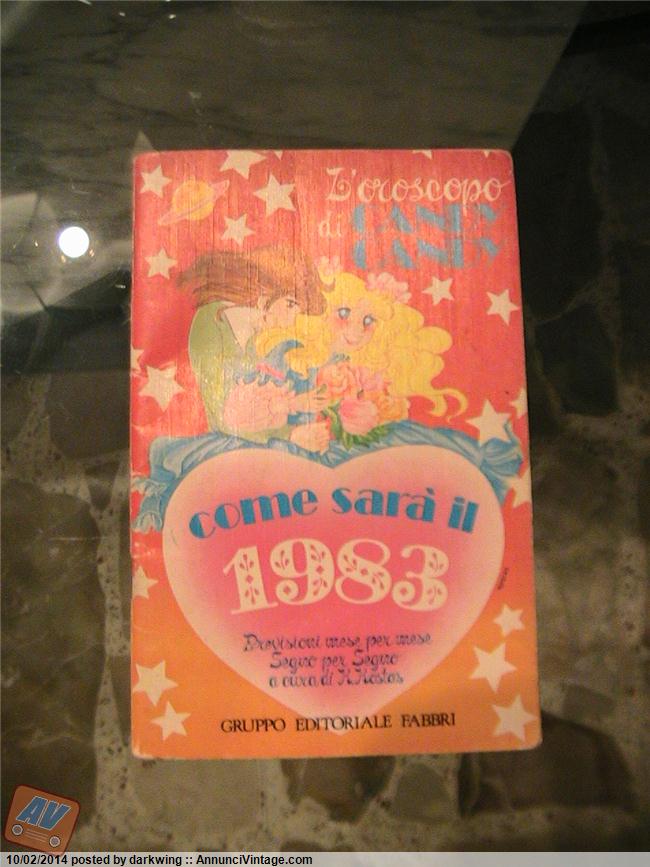 L'oroscopo
di CANDY
CANDY
come sarà il
1983
Previsioni mese per mese
Segno per Segno
a cura di H. Kostas
GRUPPO EDITORIALE FABBRI
AV
10/02/2014 posted by darkwing :: AnnunciVintage.com